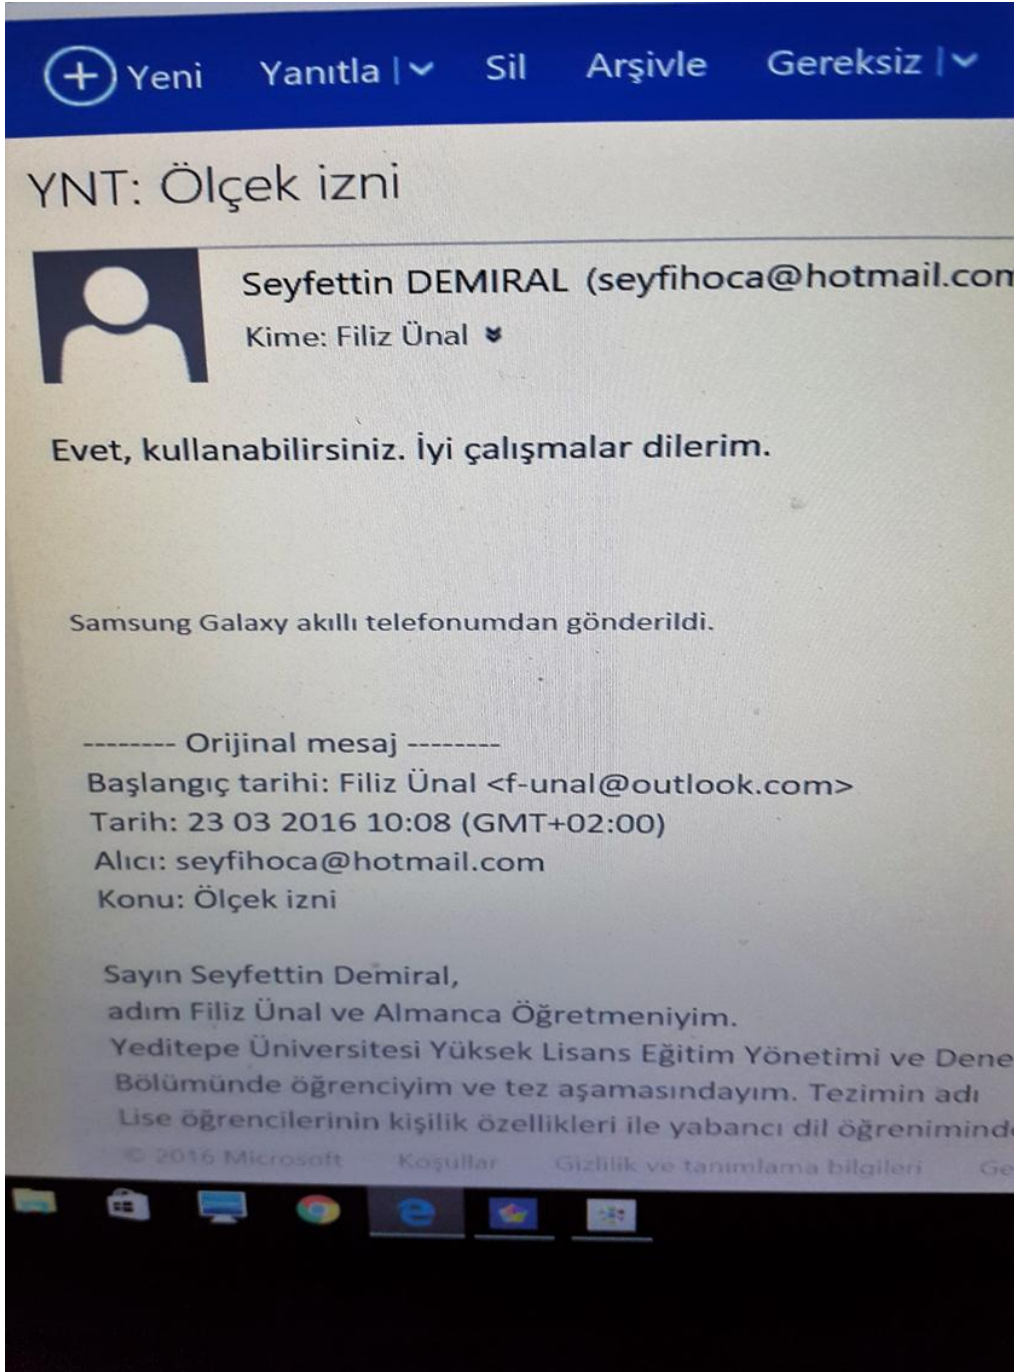 Yeni Yanıtla Sil Arşivle Gereksiz
YNT: Ölçek izni
Seyfettin DEMIRAL (seyfihoca@hotmail.com
Kime: Filiz Ünal
Evet, kullanabilirsiniz. İyi çalışmalar dilerim.
Samsung Galaxy akıllı telefonumdan gönderildi.
-------- Orijinal mesaj --------
Başlangıç tarihi: Filiz Ünal <f-unal@outlook.com>
Tarih: 23 03 2016 10:08 (GMT+02:00)
Alıcı: seyfihoca@hotmail.com
Konu: Ölçek izni
Sayın Seyfettin Demiral,
adım Filiz Ünal ve Almanca Öğretmeniyim.
Yeditepe Üniversitesi Yüksek Lisans Eğitim Yönetimi ve Dene
Bölümünde öğrenciyim ve tez aşamasındayım. Tezimin adı
Lise öğrencilerinin kişilik özellikleri ile yabancı dil öğreniminde
© 2016 Microsoft Koşullar Gizlilik ve tanımlama bilgileri Ge